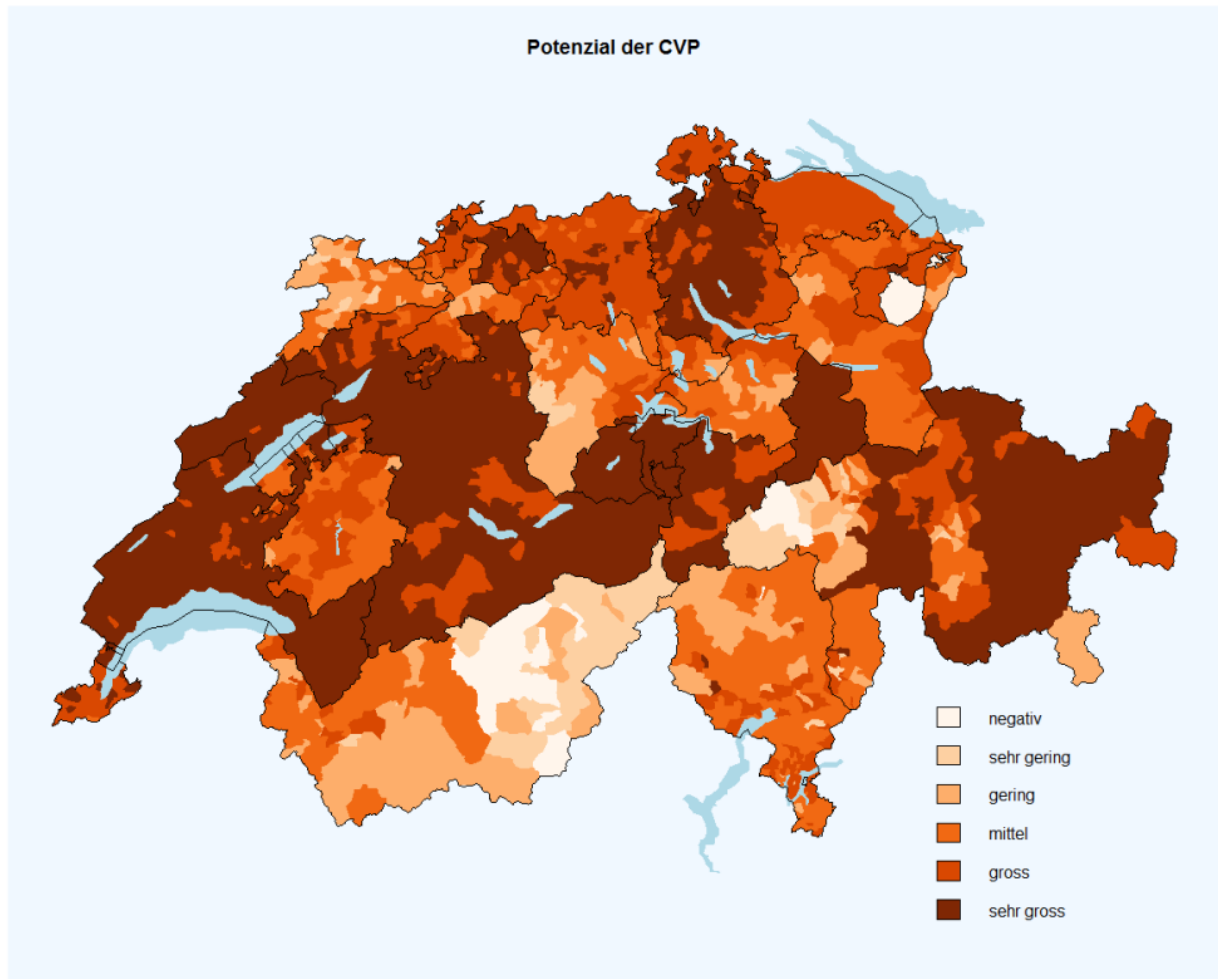 Potenzial der CVP
negativ
sehr gering
gering
mittel
gross
sehr gross